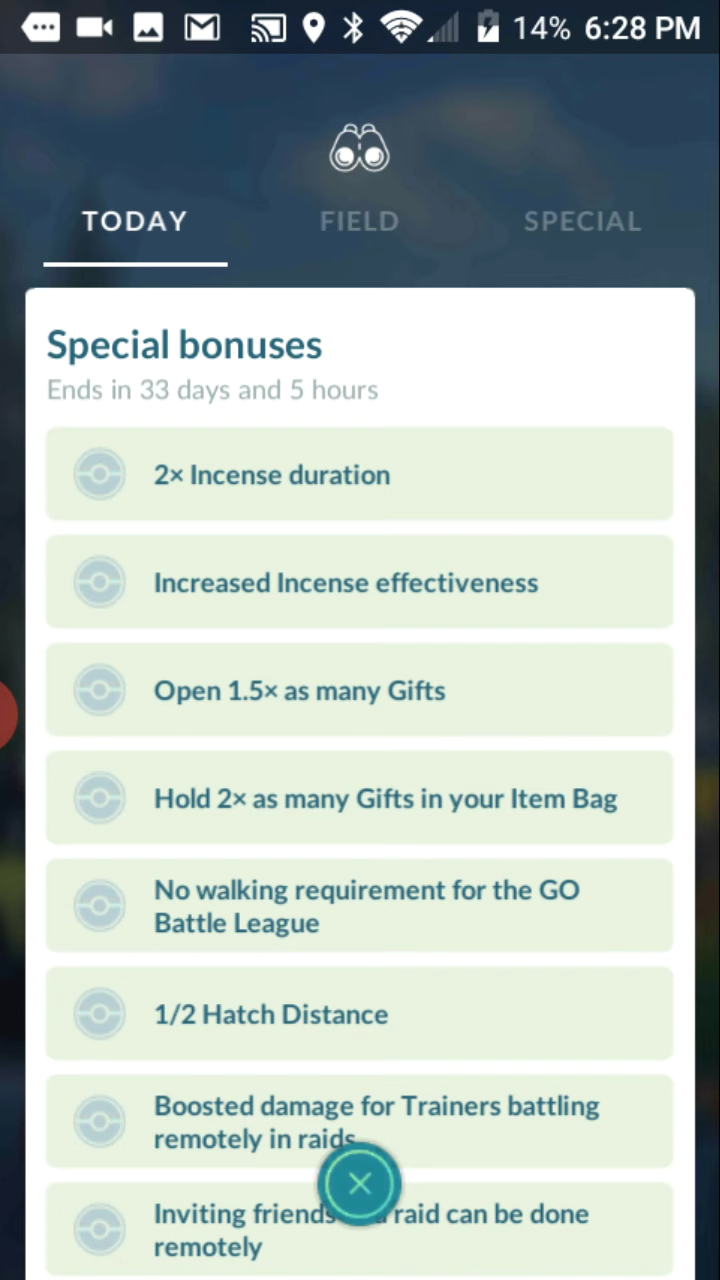 14% 6:28 PM
TODAY FIELD SPECIAL
Special bonuses
Ends in 33 days and 5 hours
2× Incense duration
Increased Incense effectiveness
Open 1.5× as many Gifts
Hold 2× as many Gifts in your Item Bag
No walking requirement for the GO
Battle League
1/2 Hatch Distance
Boosted damage for Trainers battling
remotely in raids
Inviting friends raid can be done
remotely